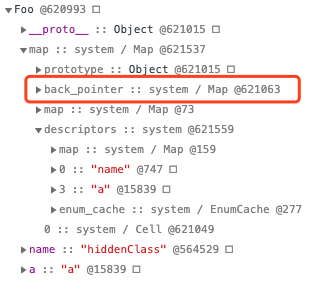 ▼Foo @620993 □
▶__proto__ :: Object @621015 □
▼map :: system / Map @621537
▶prototype :: Object @621015 □
▶back_pointer :: system / Map @621063
▶map :: system / Map @73
▼descriptors :: system @621559
▶map :: system / Map @159
▶0 :: "name" @747 □
▶3 :: "a" @15839 □
▶enum_cache :: system / EnumCache @277
0 :: system / Cell @621049
▶name :: "hiddenClass" @564529 □
▶a :: "a" @15839 □